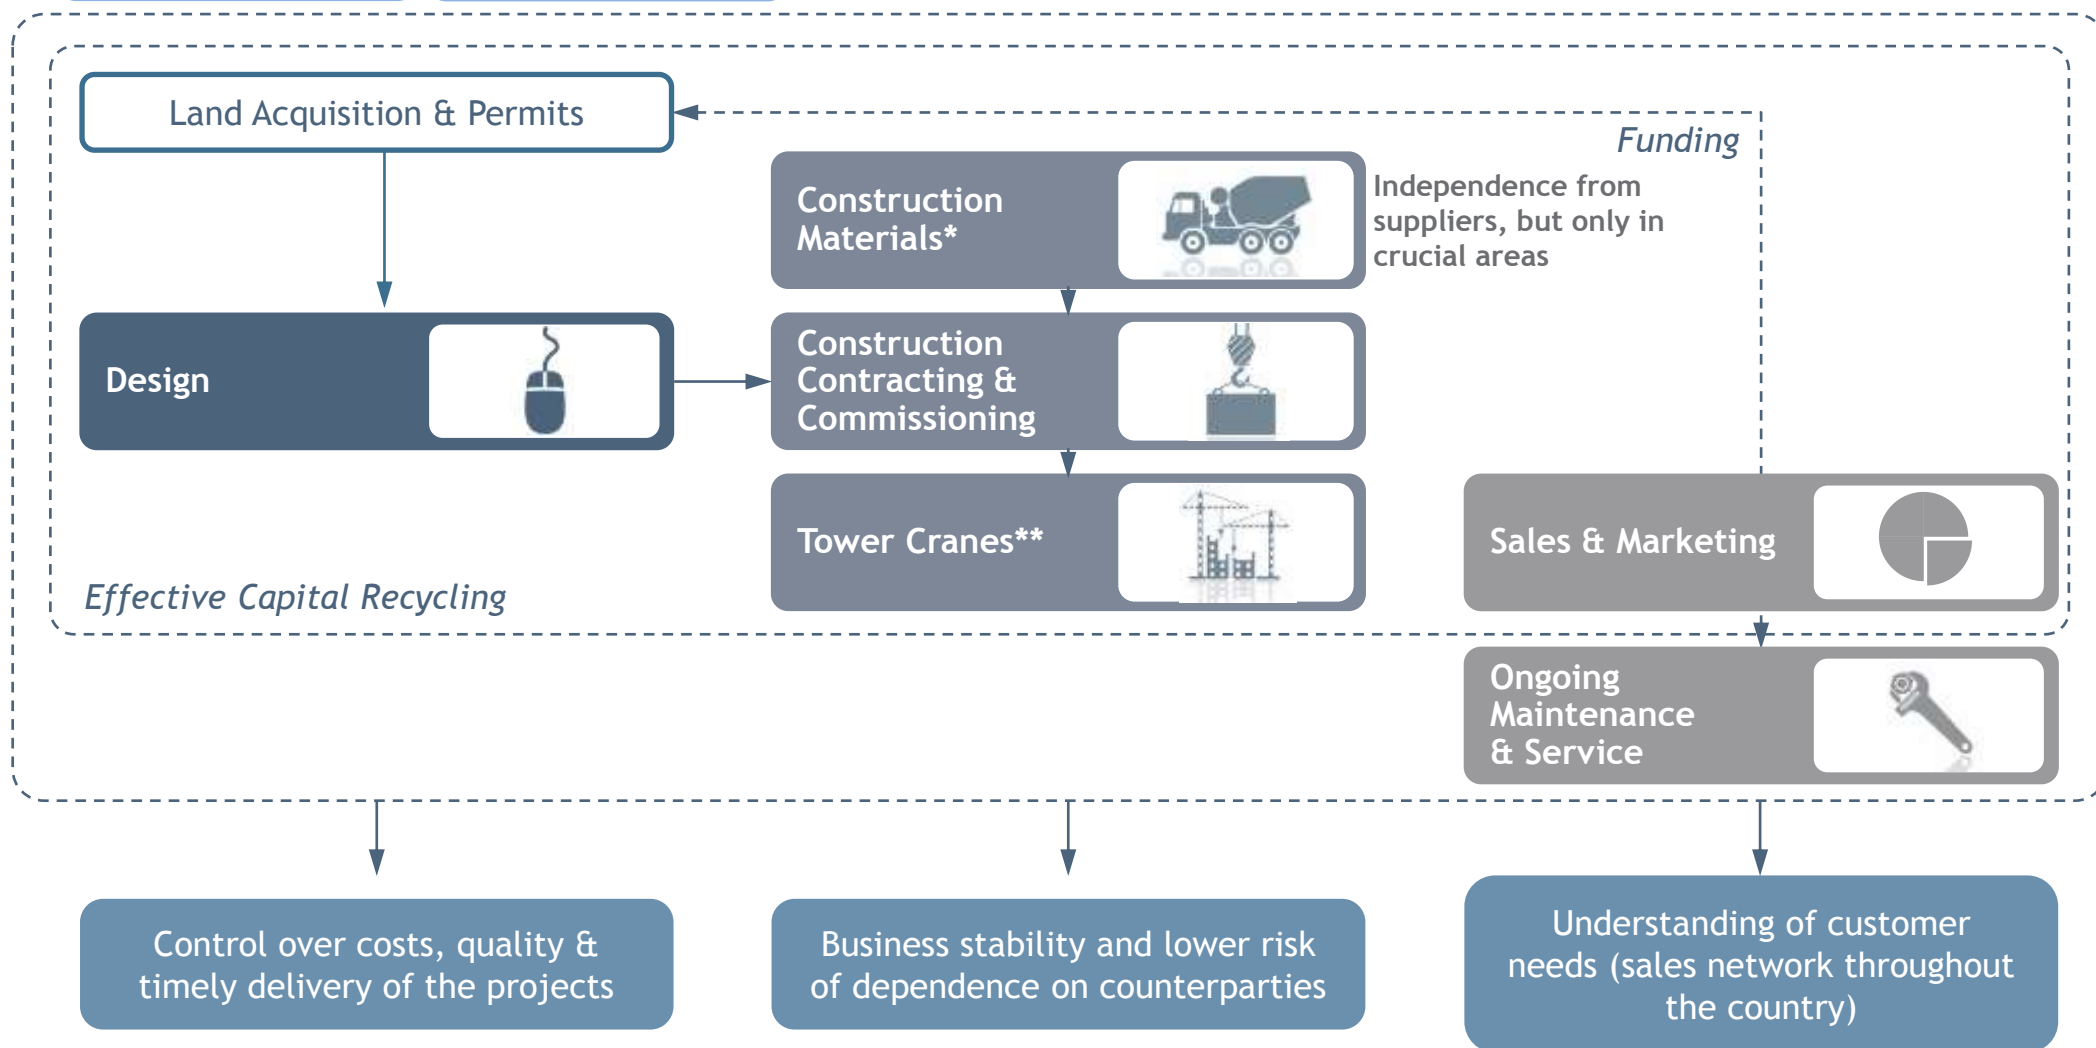 Land Acquisition & Permits
Funding
Construction
Materials*
Independence from
suppliers, but only in
crucial areas
Design
Construction
Contracting &
Commissioning
Tower Cranes**
Sales & Marketing
Effective Capital Recycling
Ongoing
Maintenance
& Service
Control over costs, quality &
timely delivery of the projects
Business stability and lower risk
of dependence on counterparties
Understanding of customer
needs (sales network throughout
the country)